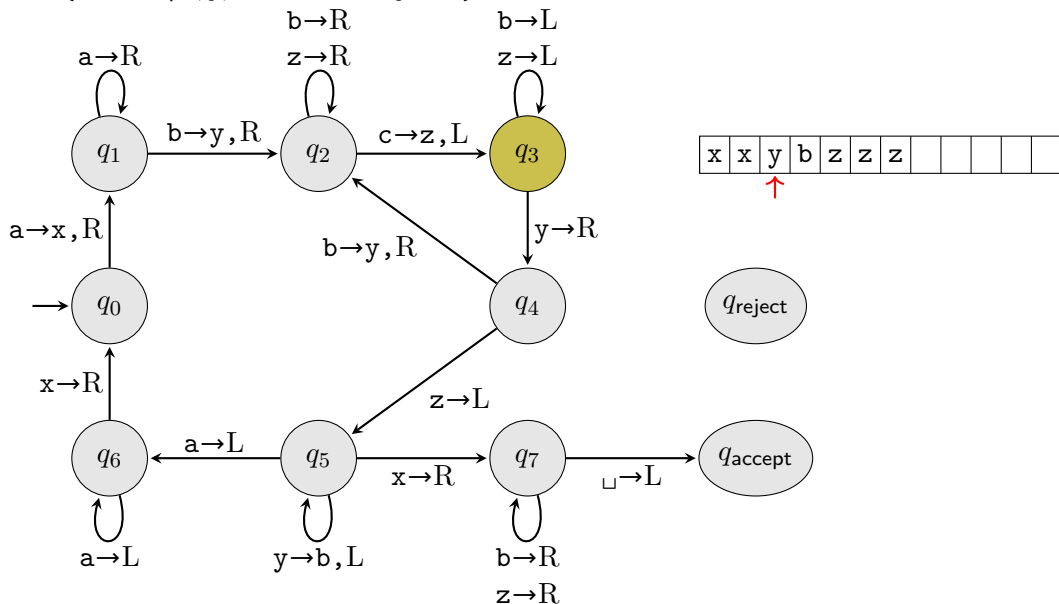 b→R
b→L
a→R
z→R
z→L
q1
b→y,R
q2
c→z,L
q3
x x y b z z z
a→x,R
b→y,R
y→R
q0
q4
qreject
x→R
z→L
q6
a→L
q5
x→R
q7
␣→L
qaccept
a→L
y→b,L
b→R
z→R